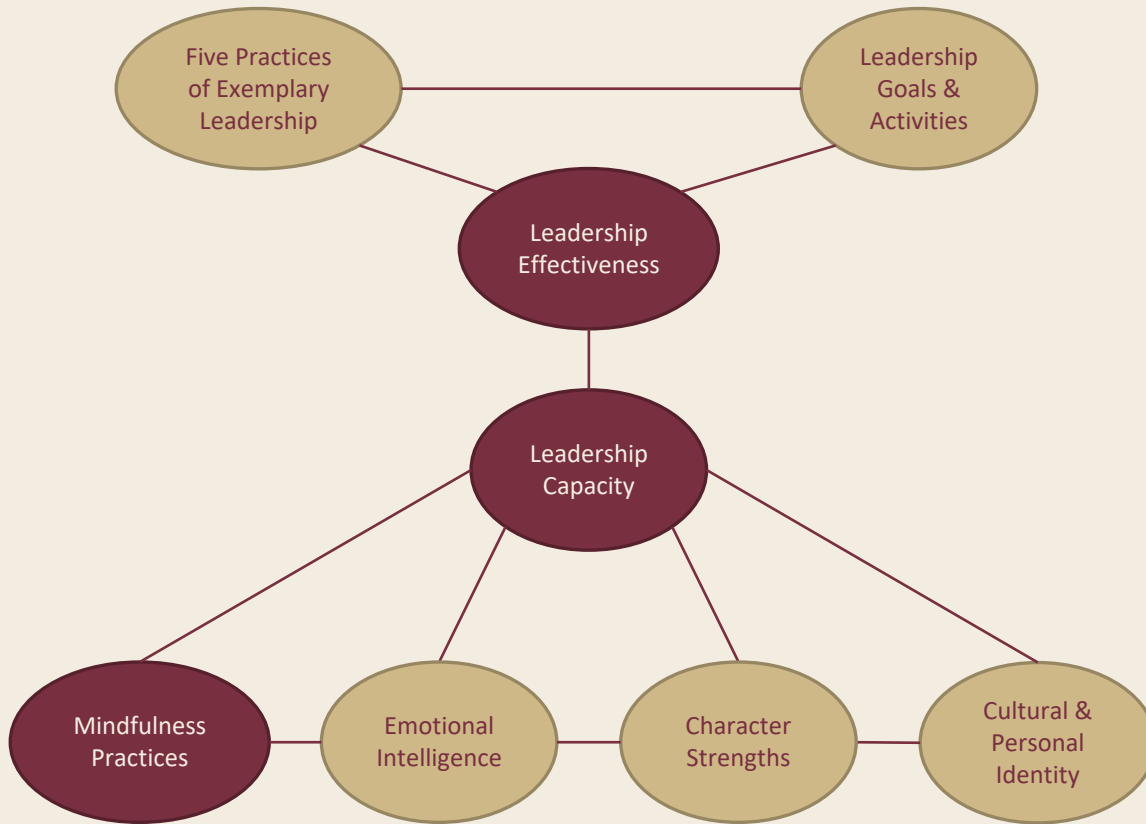 Five Practices
of Exemplary
Leadership
Leadership
Goals &
Activities
Leadership
Effectiveness
Leadership
Capacity
Mindfulness
Practices
Emotional
Intelligence
Character
Strengths
Cultural &
Personal
Identity